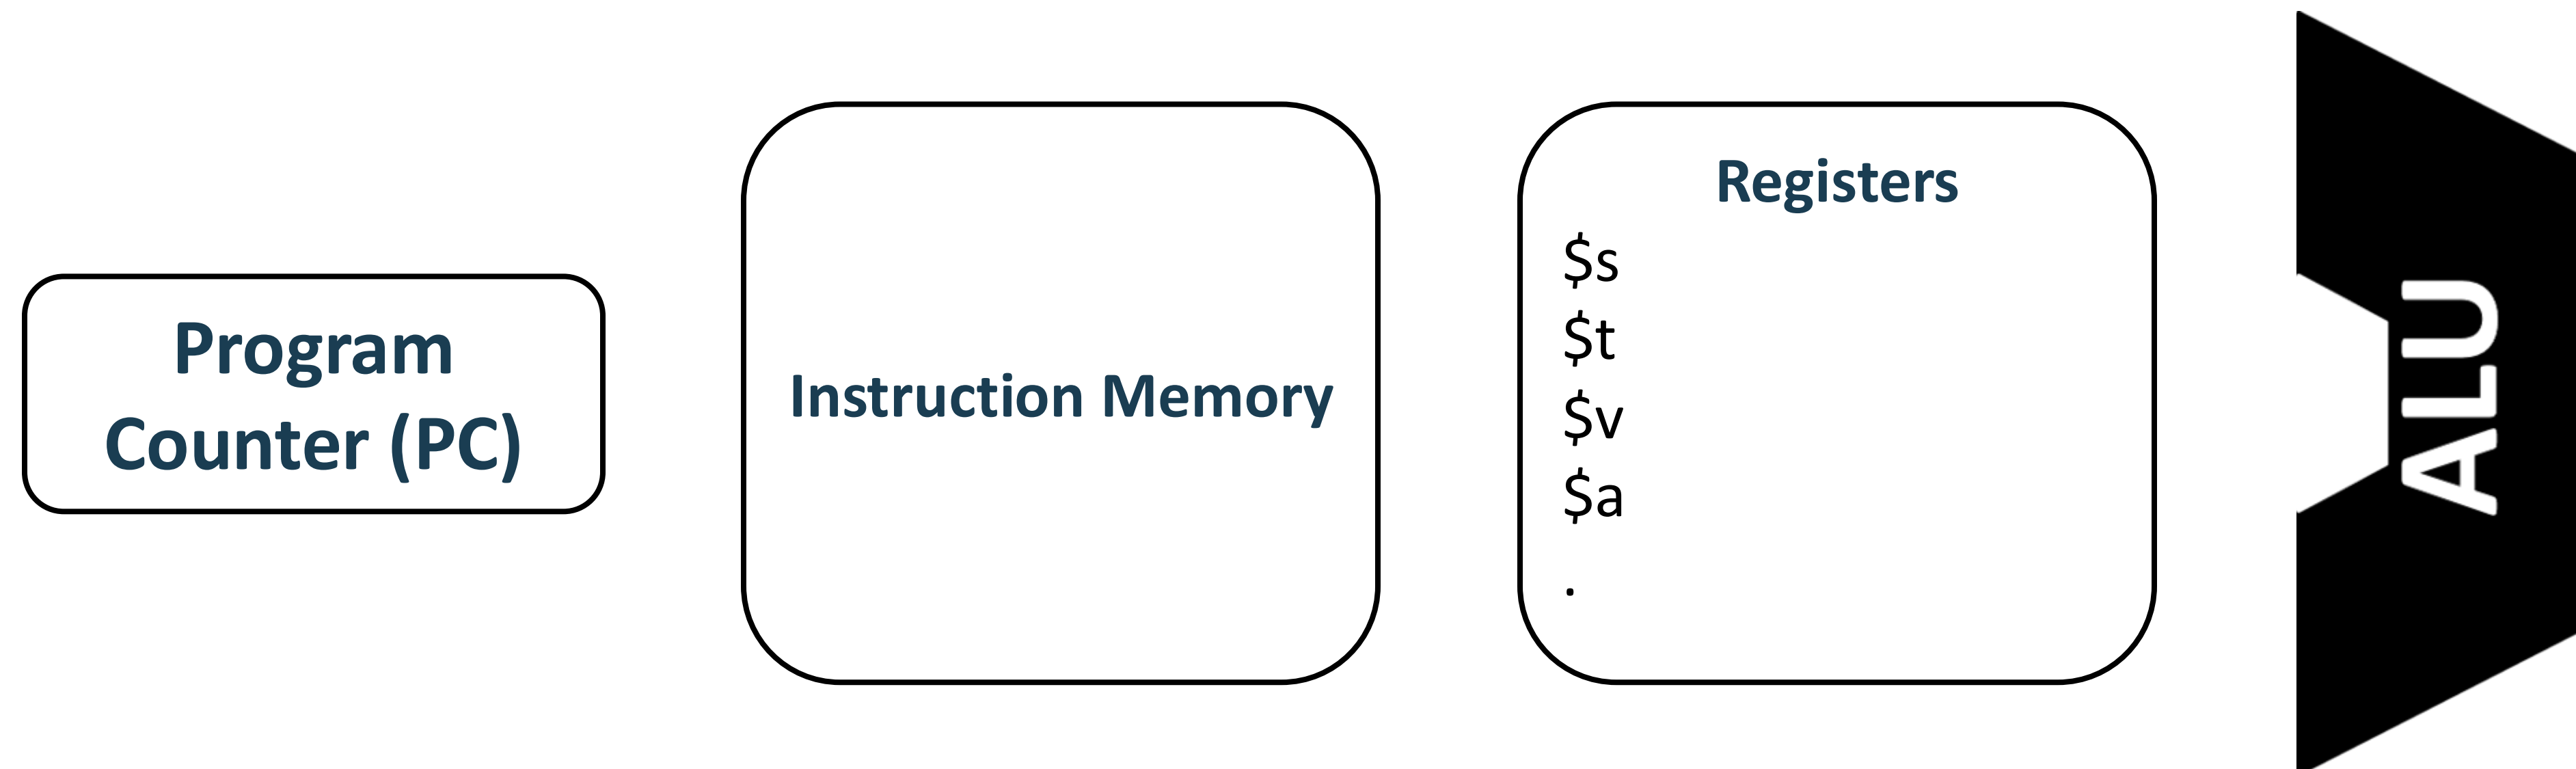 Program
Counter (PC)
Instruction Memory
Registers
$s
$t
$v
$a
.
ALU